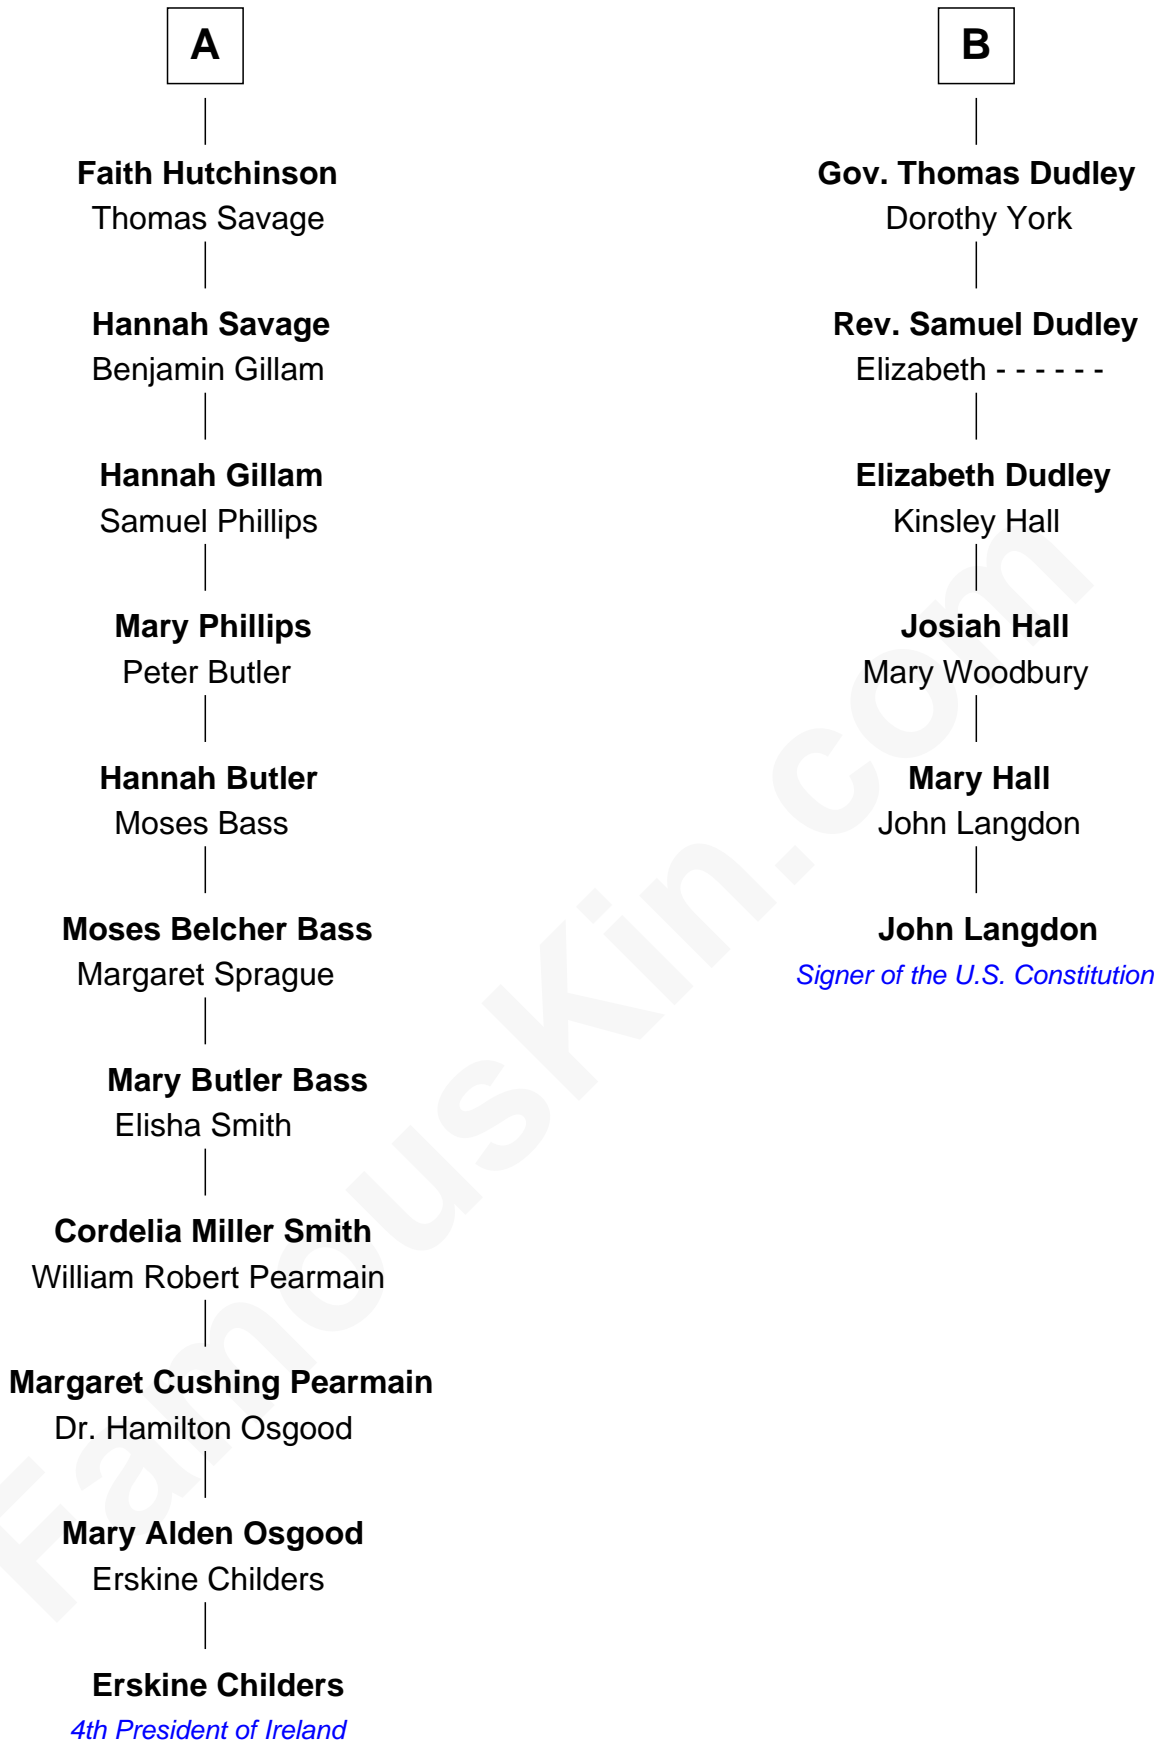 A
Faith Hutchinson
Thomas Savage
Hannah Savage
Benjamin Gillam
Hannah Gillam
Samuel Phillips
Mary Phillips
Peter Butler
Hannah Butler
Moses Bass
Moses Belcher Bass
Margaret Sprague
Mary Butler Bass
Elisha Smith
Cordelia Miller Smith
William Robert Pearmain
Margaret Cushing Pearmain
Dr. Hamilton Osgood
Mary Alden Osgood
Erskine Childers
Erskine Childers
4th President of Ireland
B
Gov. Thomas Dudley
Dorothy York
Rev. Samuel Dudley
Elizabeth - - - - - -
Elizabeth Dudley
Kinsley Hall
Josiah Hall
Mary Woodbury
Mary Hall
John Langdon
John Langdon
Signer of the U.S. Constitution
FamousKin.com